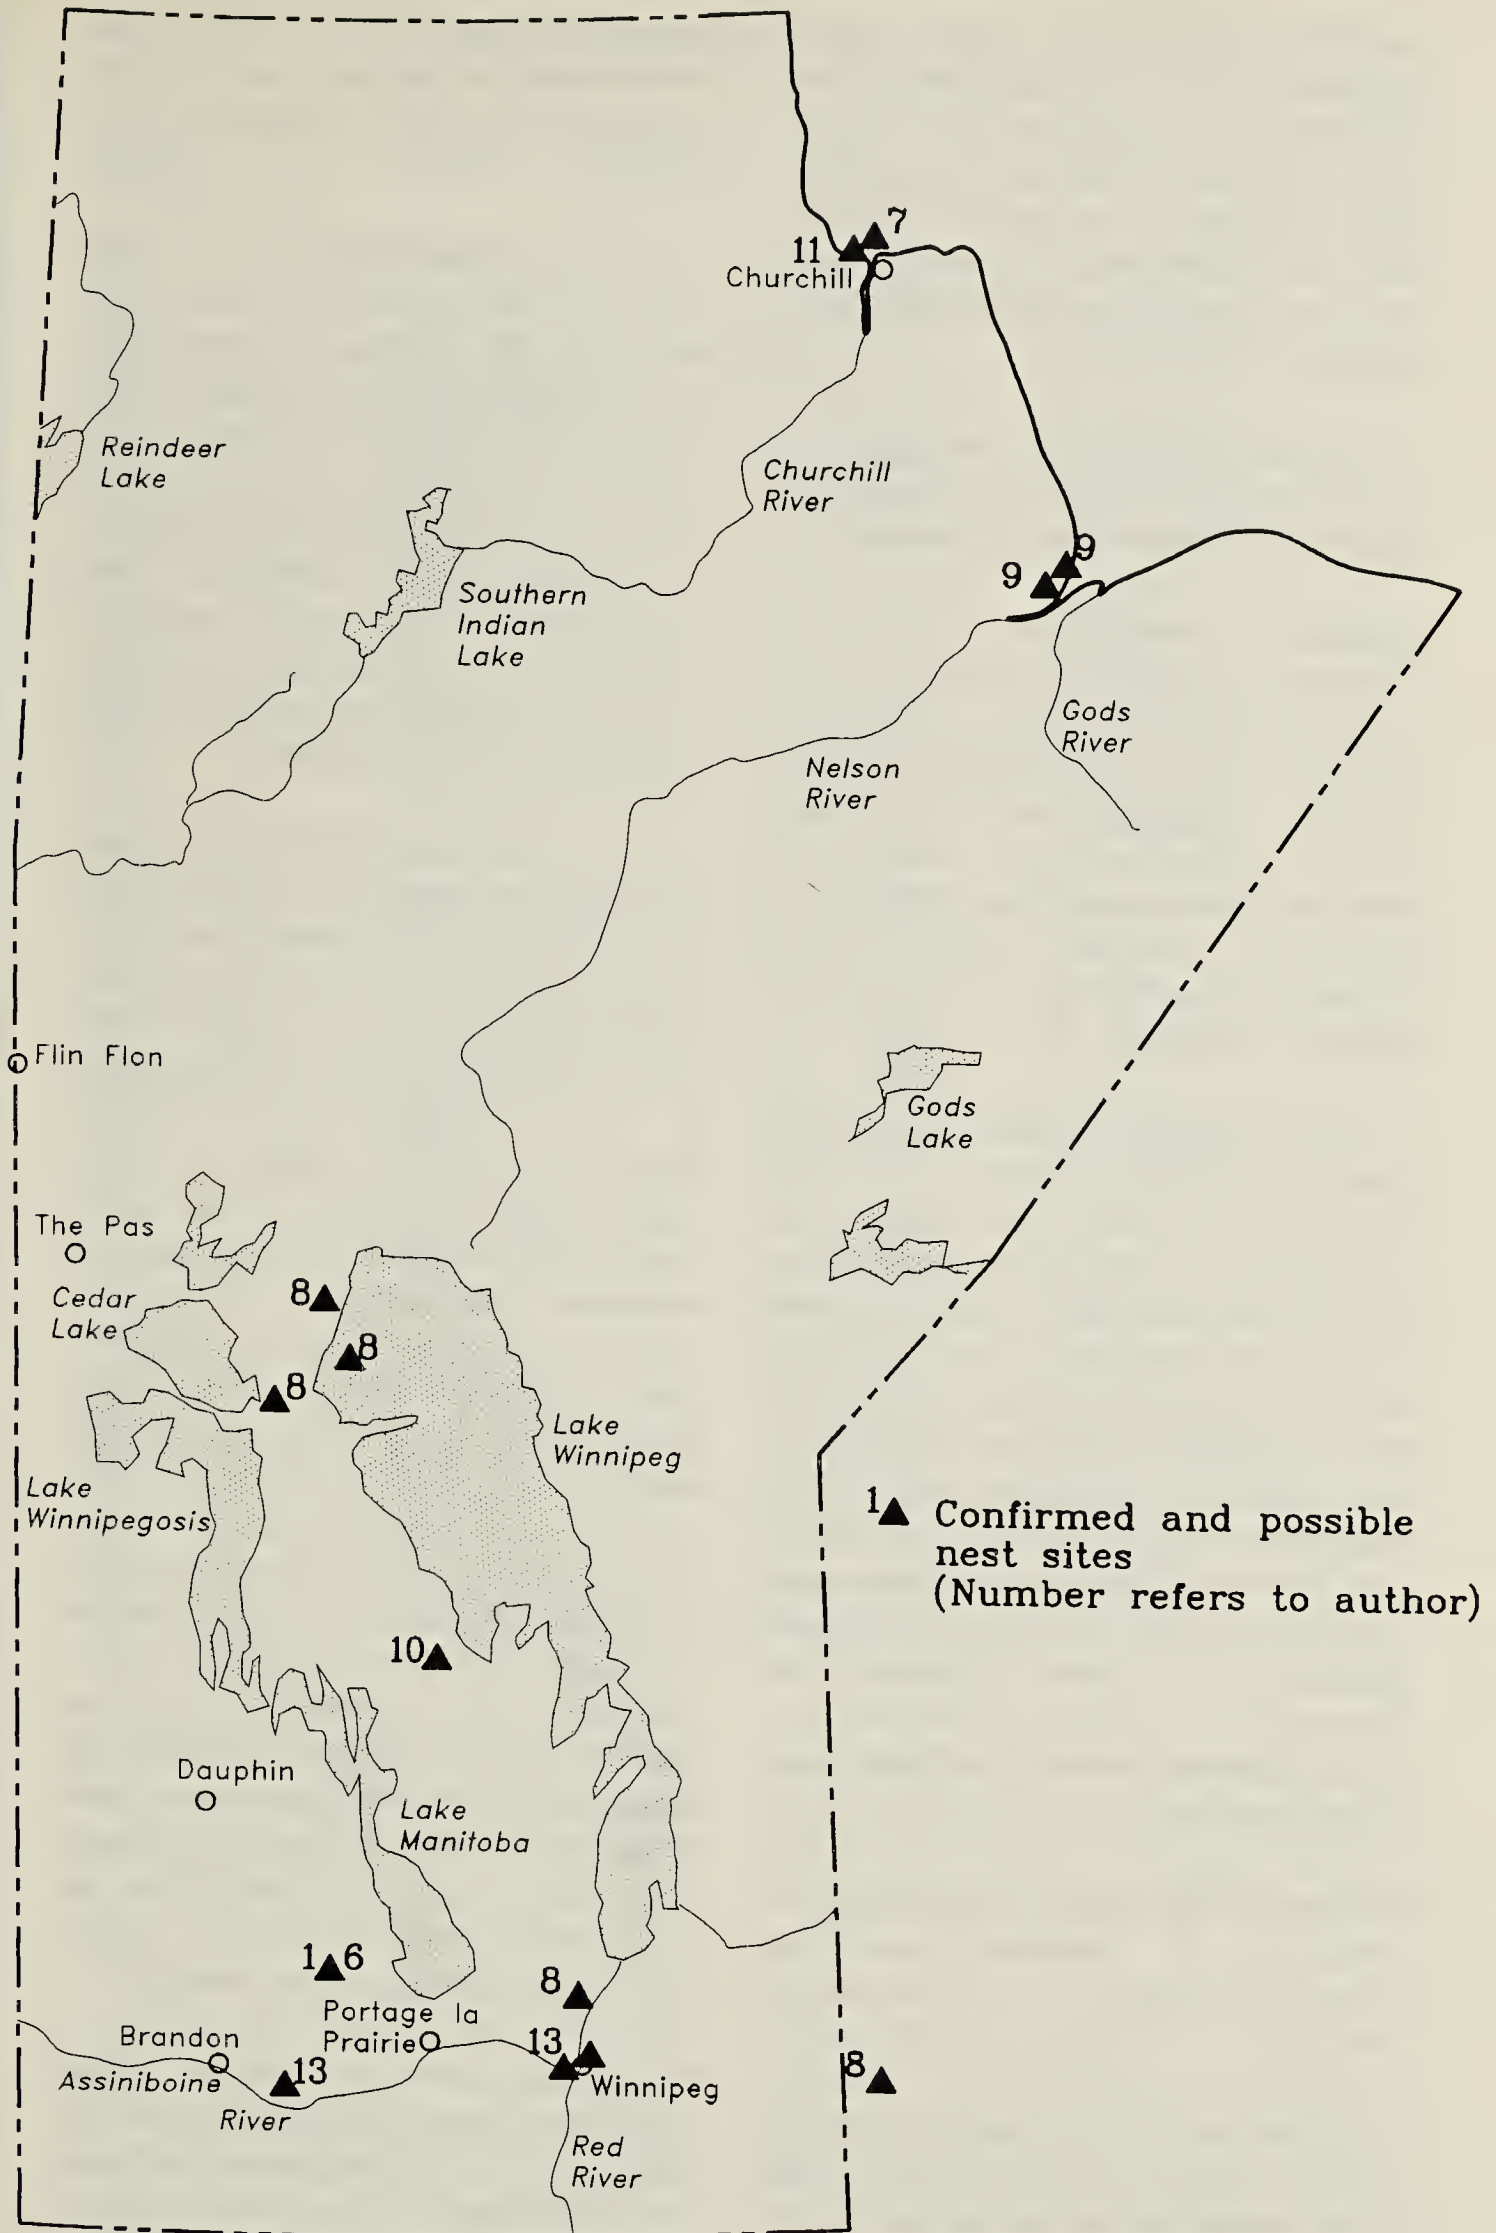 7
11
Churchill
Reindeer
Lake
Churchill
River
9
9
Southern
Indian
Lake
Gods
River
Nelson
River
Flin Flon
Gods
Lake
The Pas
8
Cedar
Lake
8
8
Lake
Winnipeg
Lake
Winnipegosis
1
Confirmed and possible
nest sites
(Number refers to author)
10
Dauphin
Lake
Manitoba
1 6
8
Portage la
Prairie
Brandon
13
13
8
Assiniboine
River
Winnipeg
Red
River